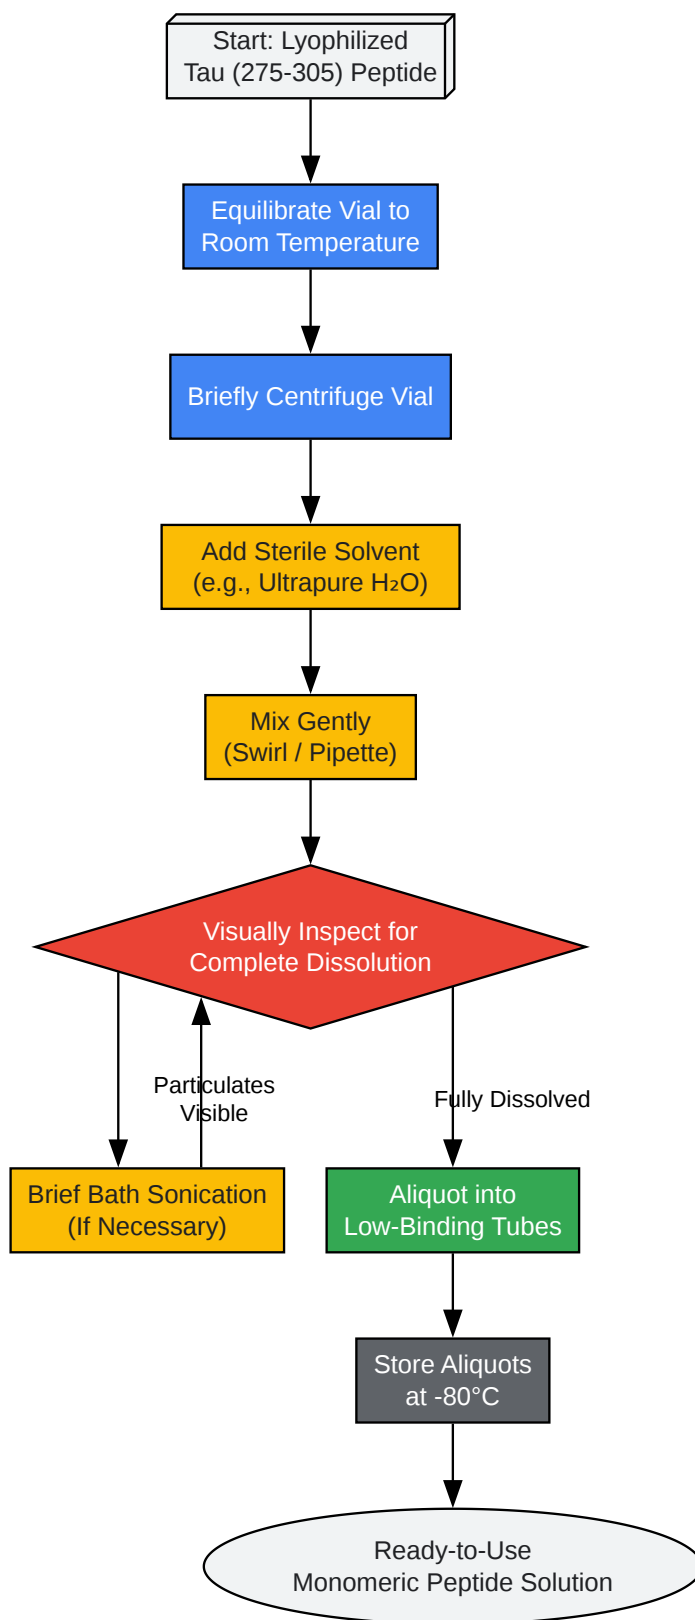 Start: Lyophilized
Tau (275-305) Peptide
Equilibrate Vial to
Room Temperature
Briefly Centrifuge Vial
Add Sterile Solvent
(e.g., Ultrapure H₂O)
Mix Gently
(Swirl / Pipette)
Visually Inspect for
Complete Dissolution
Particulates
Visible
Fully Dissolved
Brief Bath Sonication
(If Necessary)
Aliquot into
Low-Binding Tubes
Store Aliquots
at -80°C
Ready-to-Use
Monomeric Peptide Solution